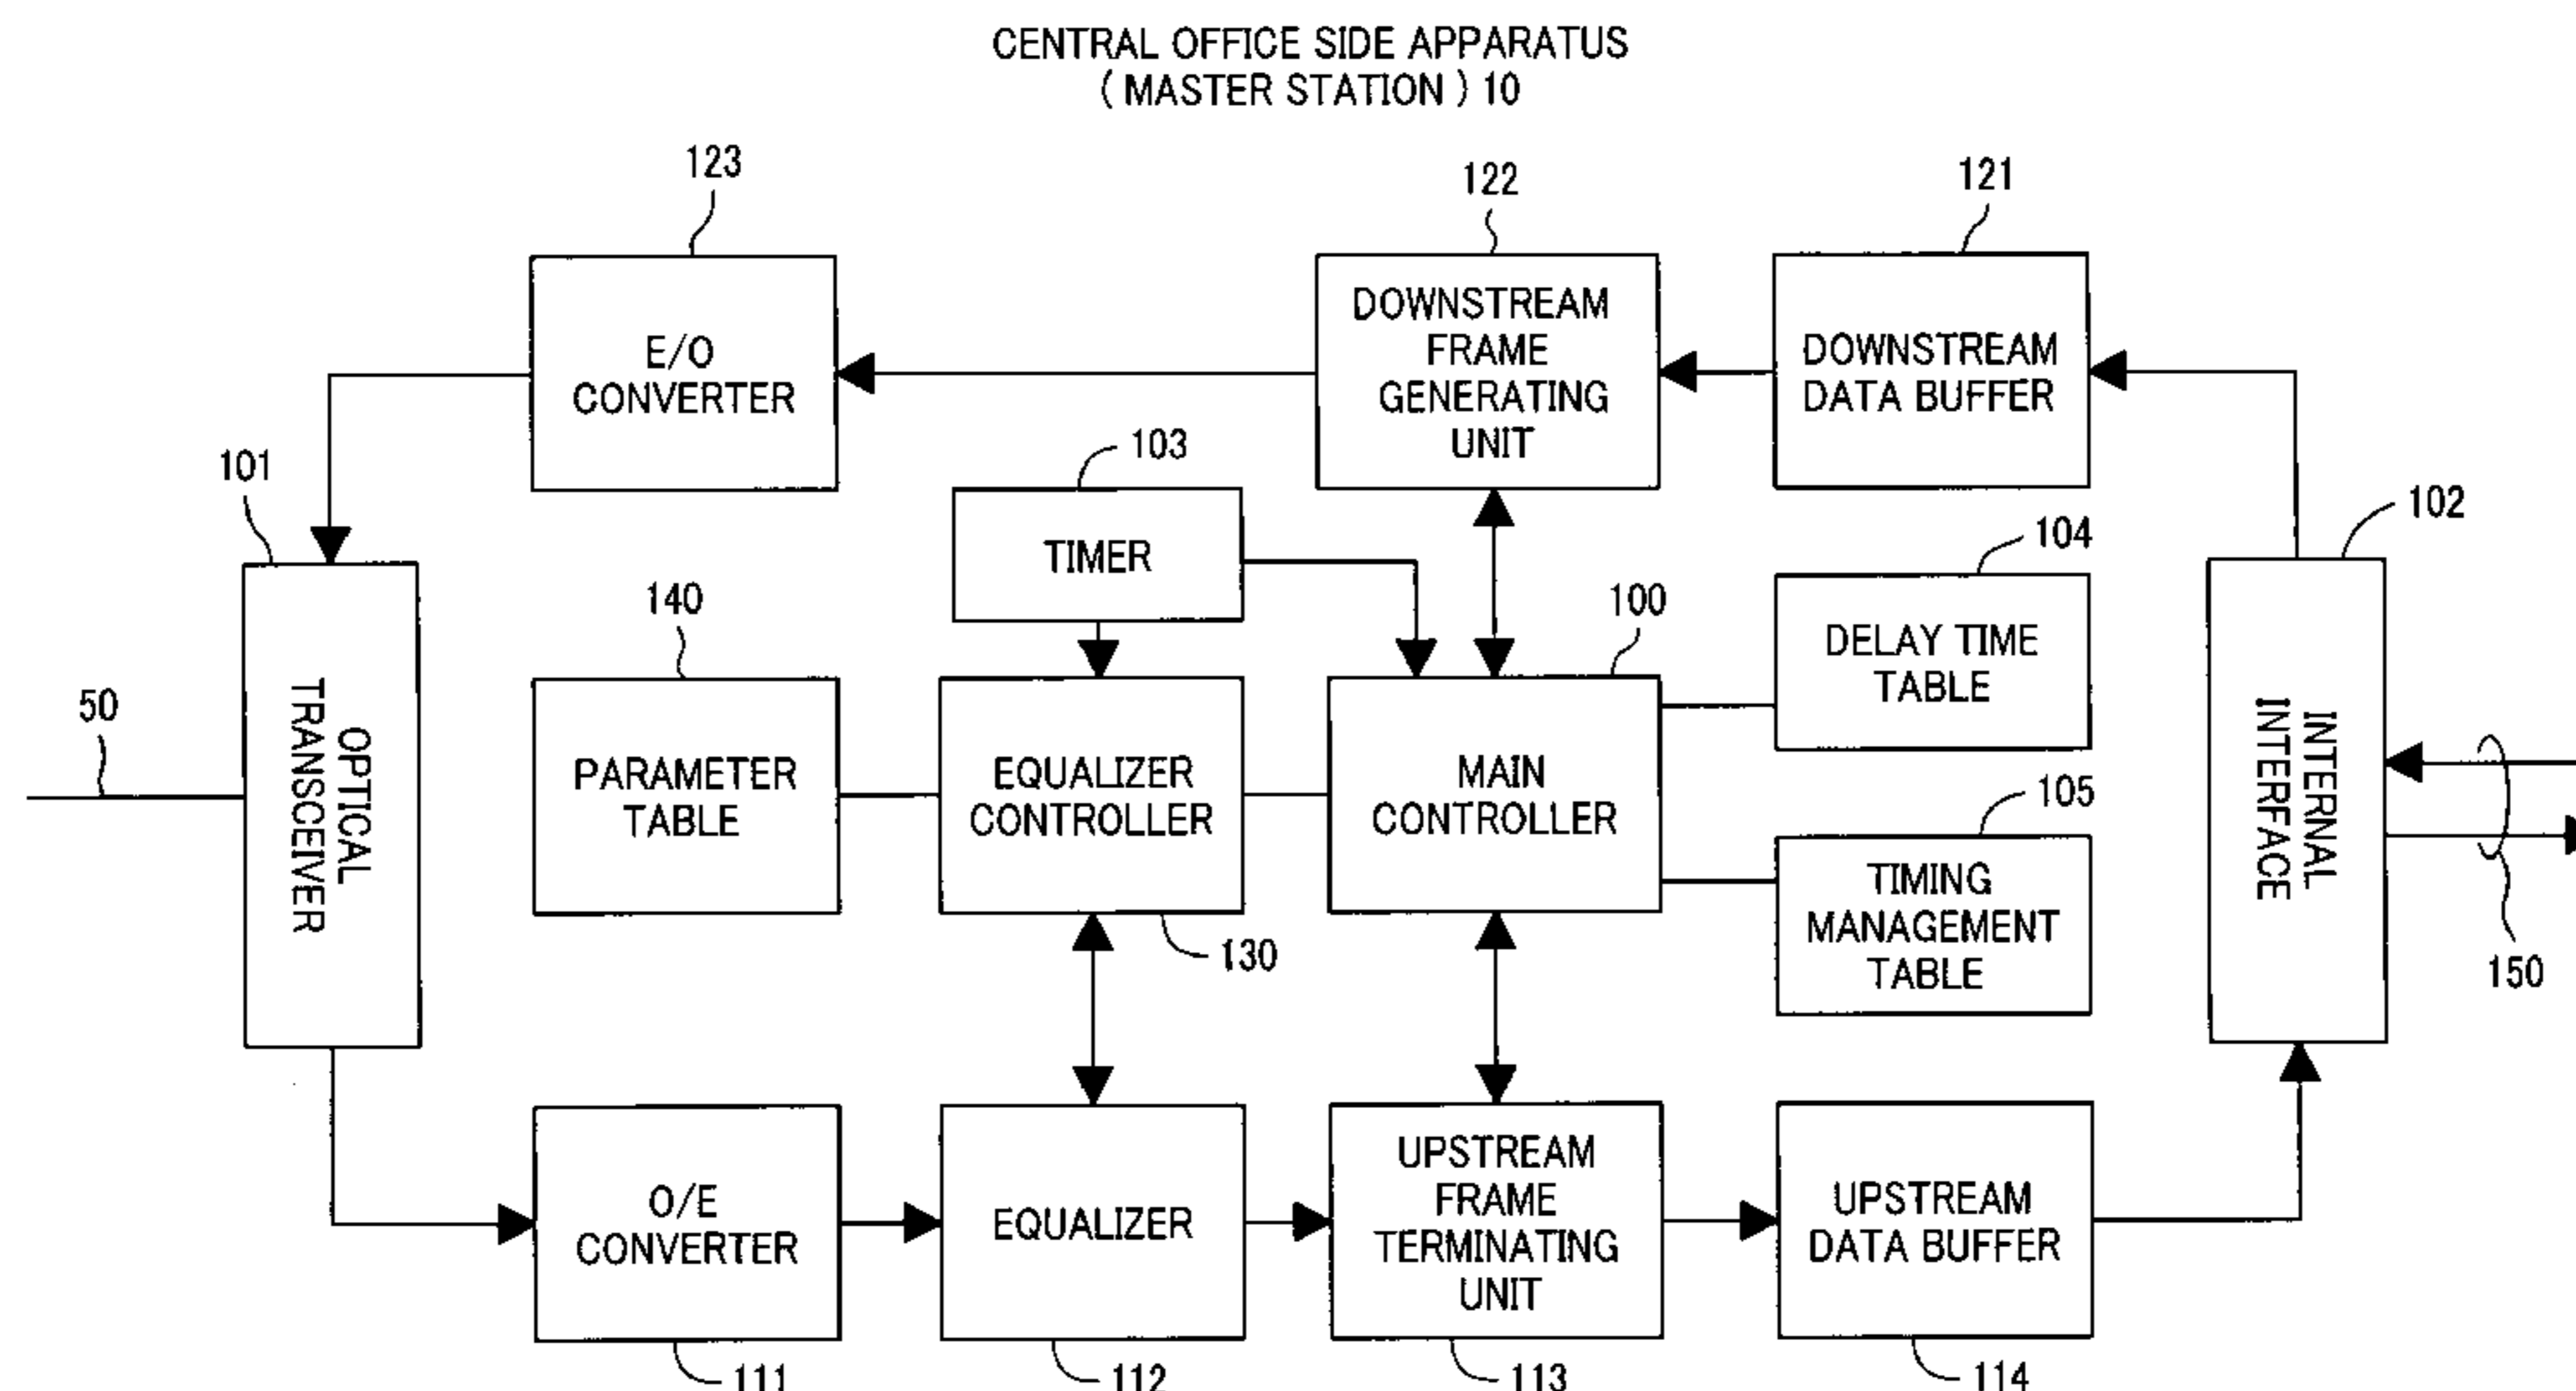 CENTRAL OFFICE SIDE APPARATUS
( MASTER STATION ) 10
123
122
121
E/O
CONVERTER
DOWNSTREAM
FRAME
GENERATING
UNIT
DOWNSTREAM
DATA BUFFER
101
103
TIMER
102
104
140
100
DELAY TIME
TABLE
50
OPTICAL
TRANSCEIVER
PARAMETER
TABLE
EQUALIZER
CONTROLLER
MAIN
CONTROLLER
INTERNAL
INTERFACE
105
TIMING
MANAGEMENT
TABLE
130
150
O/E
CONVERTER
EQUALIZER
UPSTREAM
FRAME
TERMINATING
UNIT
UPSTREAM
DATA BUFFER
111
112
113
114